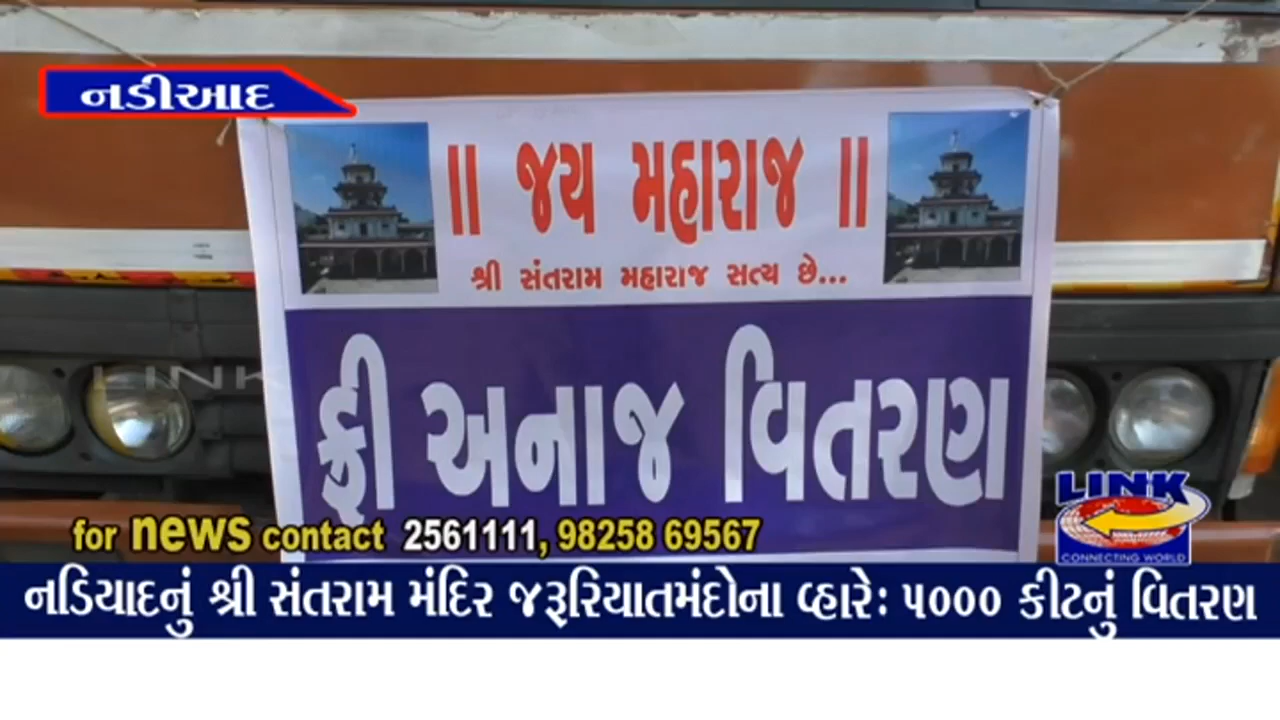 નડીઆદ
॥ જય મહારાજ ॥
શ્રી સંતરામ મહારાજ સત્ય છે...
ફ્રી અનાજ વિતરણ
LINK
LINK
CONNECTING WORLD
for news contact 2561111, 98258 69567
નડિયાદનું શ્રી સંતરામ મંદિર જરૂરિયાતમંદોના વ્હારેઃ ૫૦૦૦ કીટનું વિતરણ